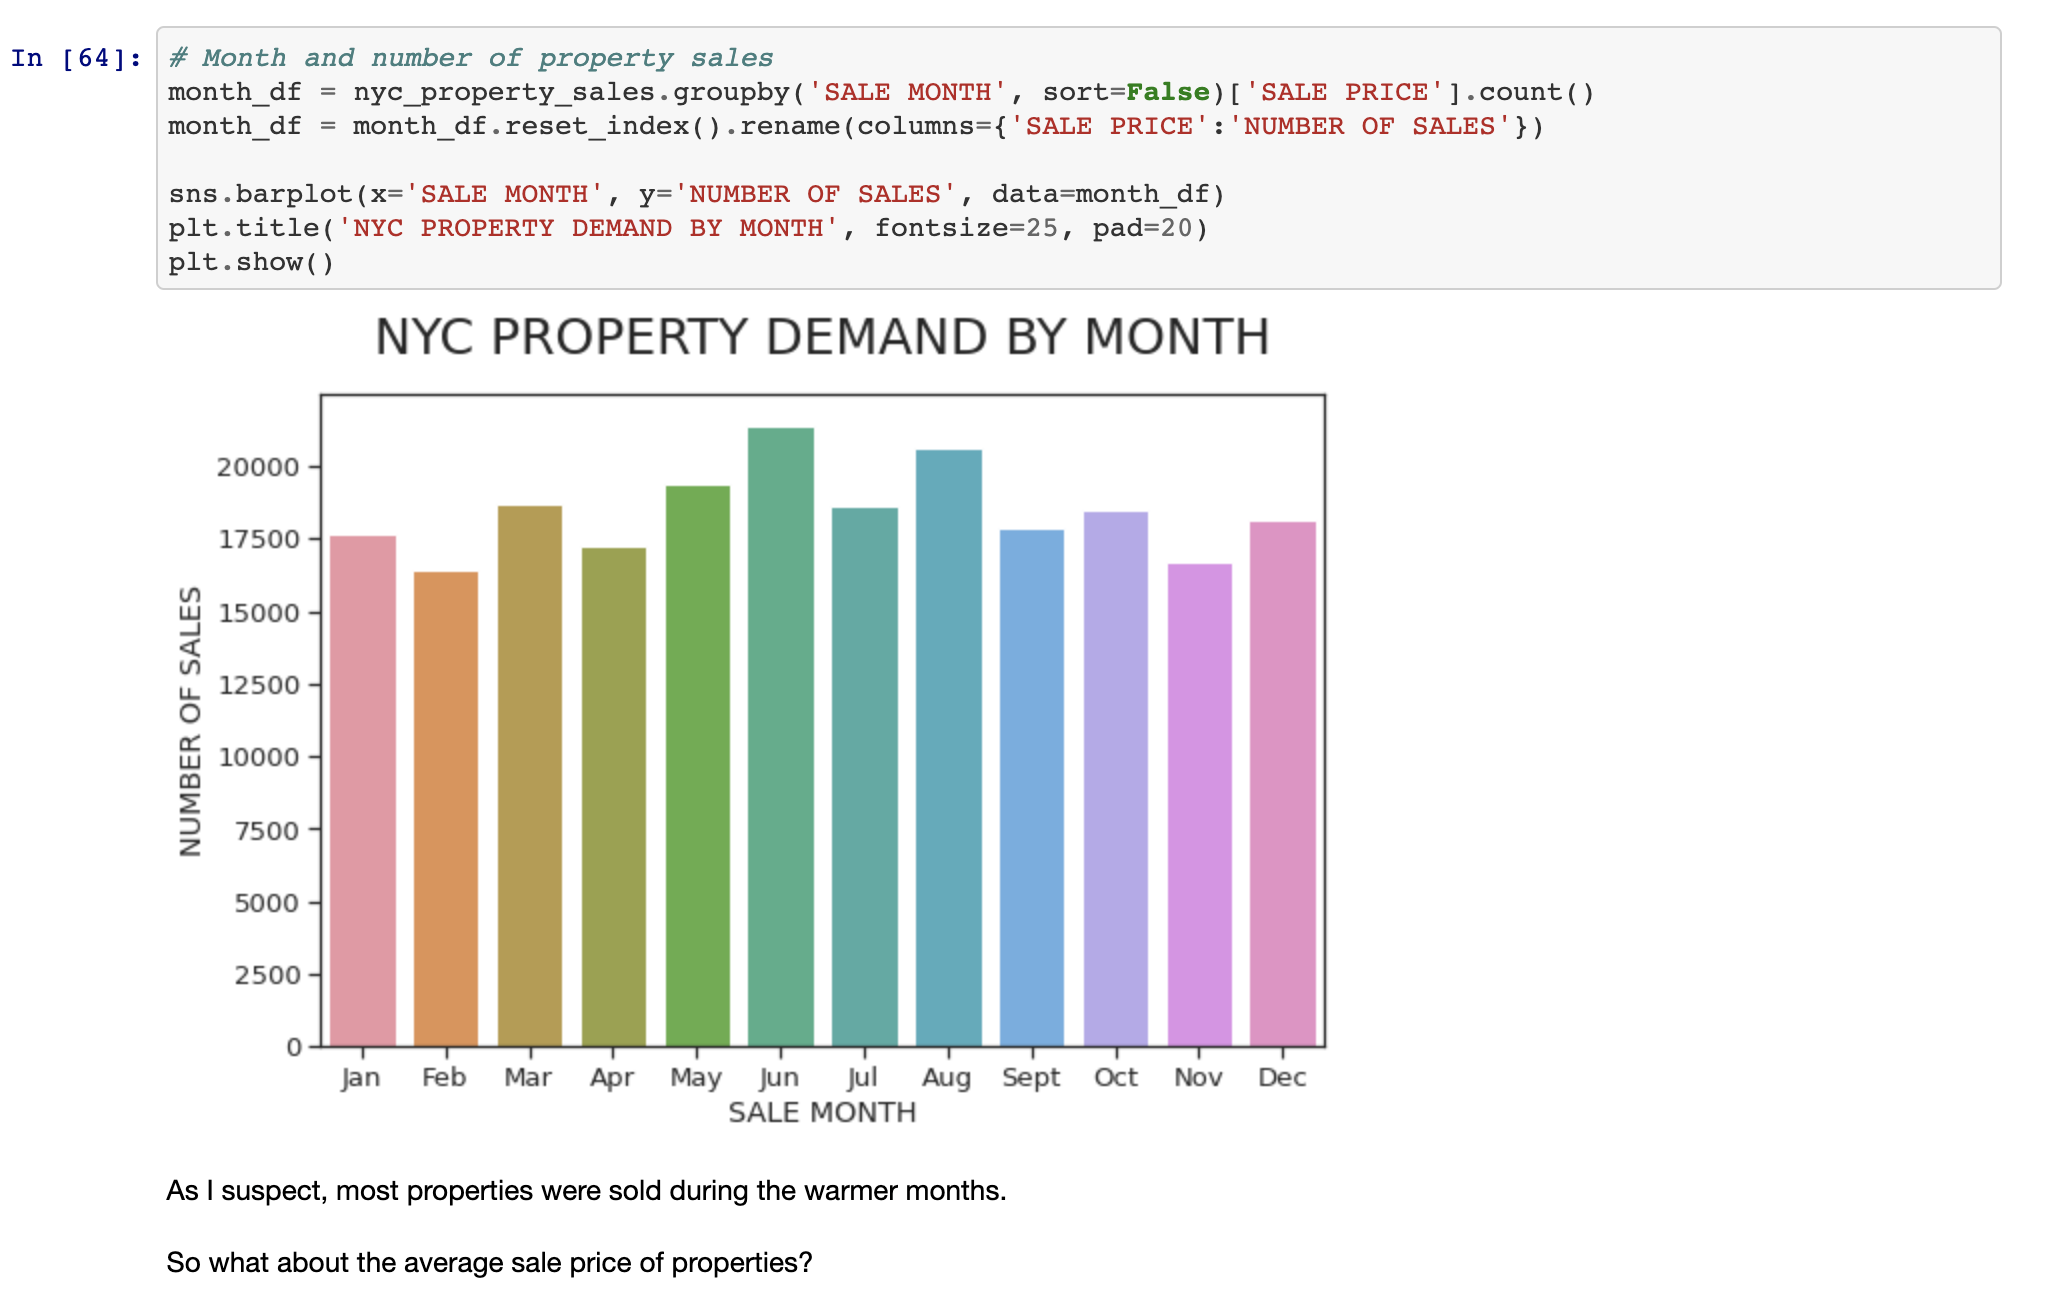 In [64]:
# Month and number of property sales
month_df = nyc_property_sales.groupby('SALE MONTH', sort=False)['SALE PRICE'].count()
month_df = month_df.reset_index().rename(columns={'SALE PRICE':'NUMBER OF SALES'})
sns.barplot(x='SALE MONTH', y='NUMBER OF SALES', data=month_df)
plt.title('NYC PROPERTY DEMAND BY MONTH', fontsize=25, pad=20)
plt.show()
NYC PROPERTY DEMAND BY MONTH
NUMBER OF SALES
20000
17500
15000
12500
10000
7500
5000
2500
0
Jan Feb Mar Apr May Jun Jul Aug Sept Oct Nov Dec
SALE MONTH
As I suspect, most properties were sold during the warmer months.
So what about the average sale price of properties?